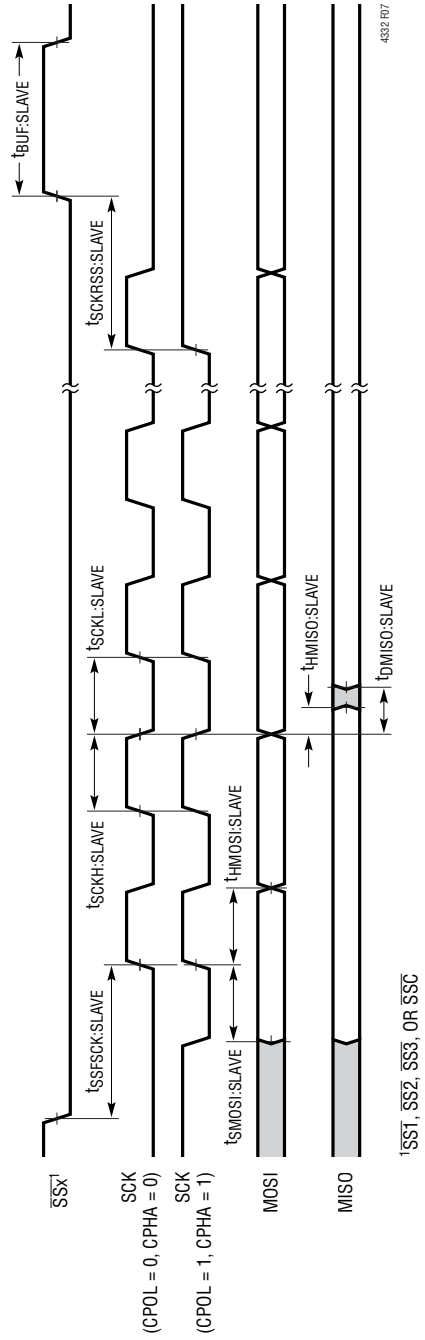 SSx¹
SCK
(CPOL = 0, CPHA = 0)
SCK
(CPOL = 1, CPHA = 1)
MOSI
MISO
tSSFSCK:SLAVE
tSCKH:SLAVE
tSCKL:SLAVE
tSCKRSS:SLAVE
tBUF:SLAVE
tSMOSI:SLAVE
tHMOSI:SLAVE
tHMISO:SLAVE
tDMISO:SLAVE
¹SS1, SS2, SS3, OR SSC
4332 F07